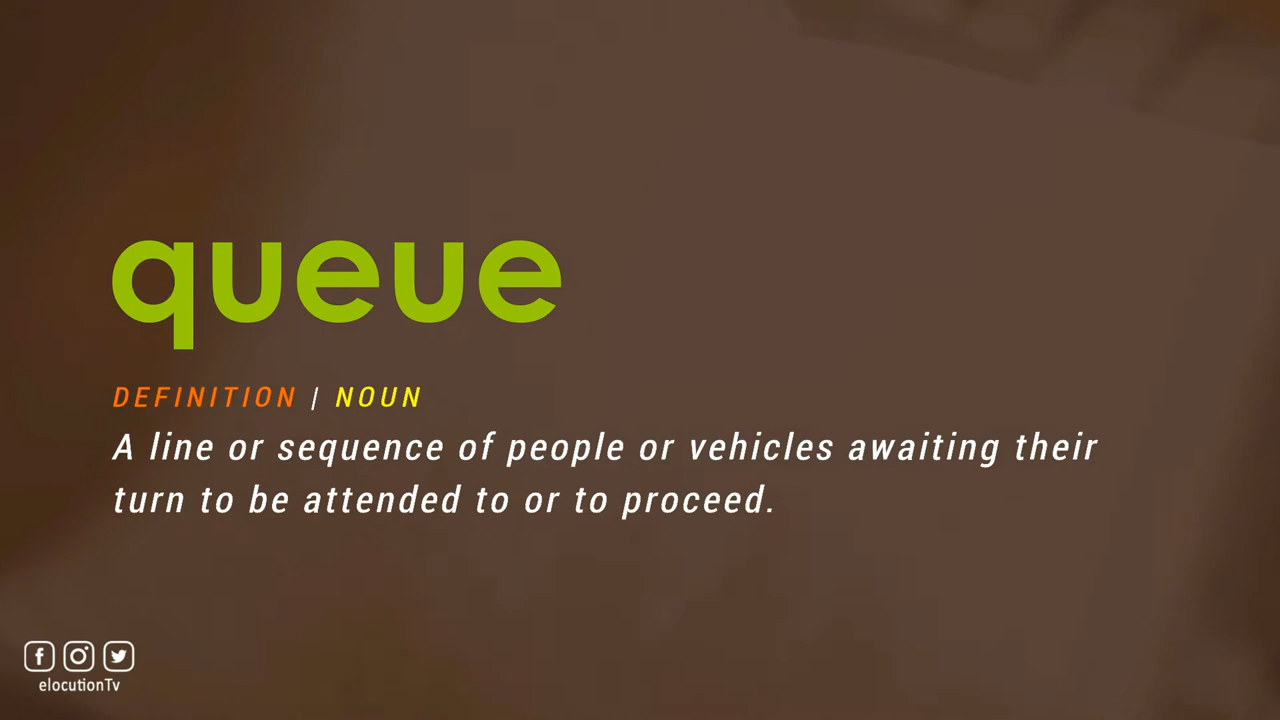 queue
DEFINITION | NOUN
A line or sequence of people or vehicles awaiting their
turn to be attended to or to proceed.
elocutionTv